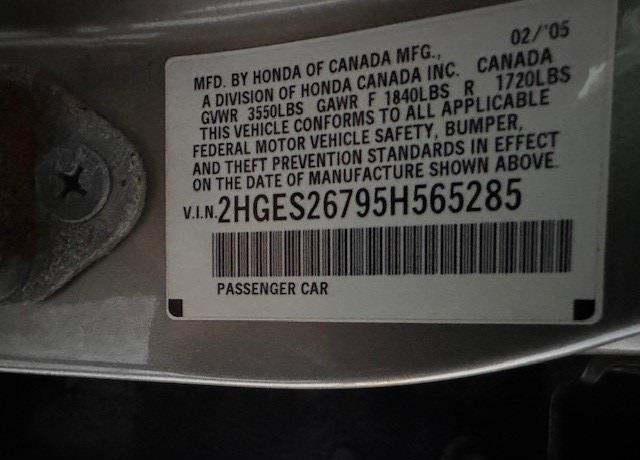 02/'05
MFD. BY HONDA OF CANADA MFG.,
A DIVISION OF HONDA CANADA INC. CANADA
GVWR 3550LBS GAWR F 1840LBS R 1720LBS
THIS VEHICLE CONFORMS TO ALL APPLICABLE
FEDERAL MOTOR VEHICLE SAFETY, BUMPER,
AND THEFT PREVENTION STANDARDS IN EFFECT
ON THE DATE OF MANUFACTURE SHOWN ABOVE.
V.I.N. 2HGES26795H565285
PASSENGER CAR